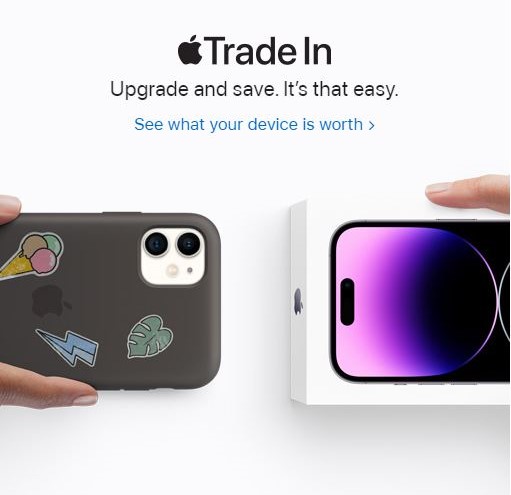 Trade In
Upgrade and save. It’s that easy.
See what your device is worth >